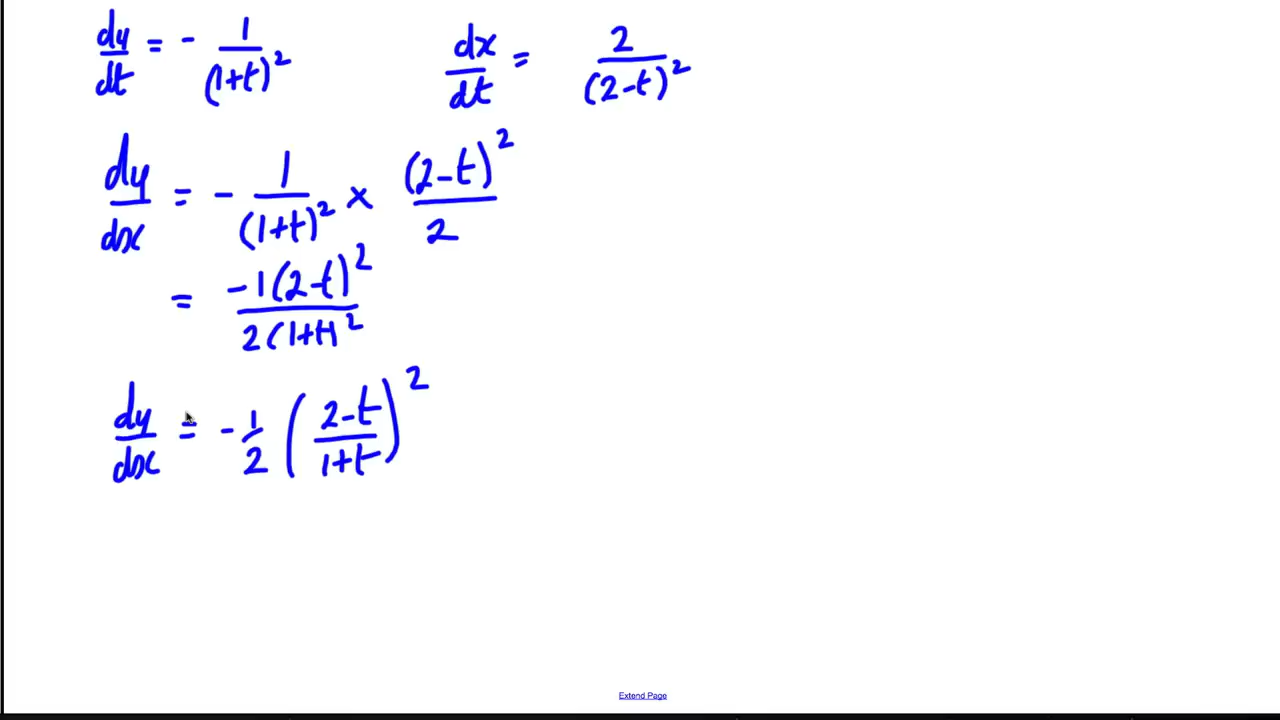 dy/dt = - 1/(1+t)² dx/dt = 2/(2-t)²
dy/dx = - 1/(1+t)² × (2-t)²/2
= -1(2-t)²/2(1+t)²
dy/dx = -1/2 ((2-t)/(1+t))²
Extend Page